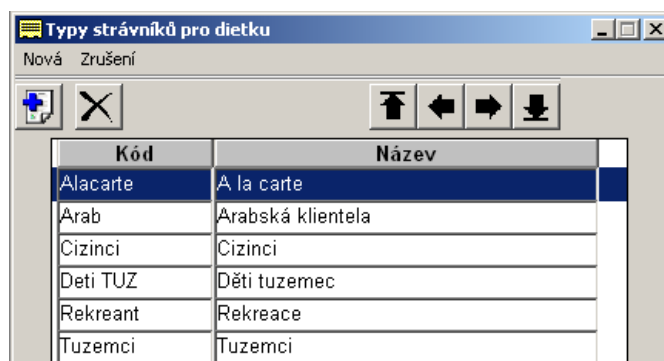 Typy strávníků pro dietku
Nová Zrušení
Kód Název
Alacarte A la carte
Arab Arabská klientela
Cizinci Cizinci
Deti TUZ Děti tuzemec
Rekreant Rekreace
Tuzemci Tuzemci